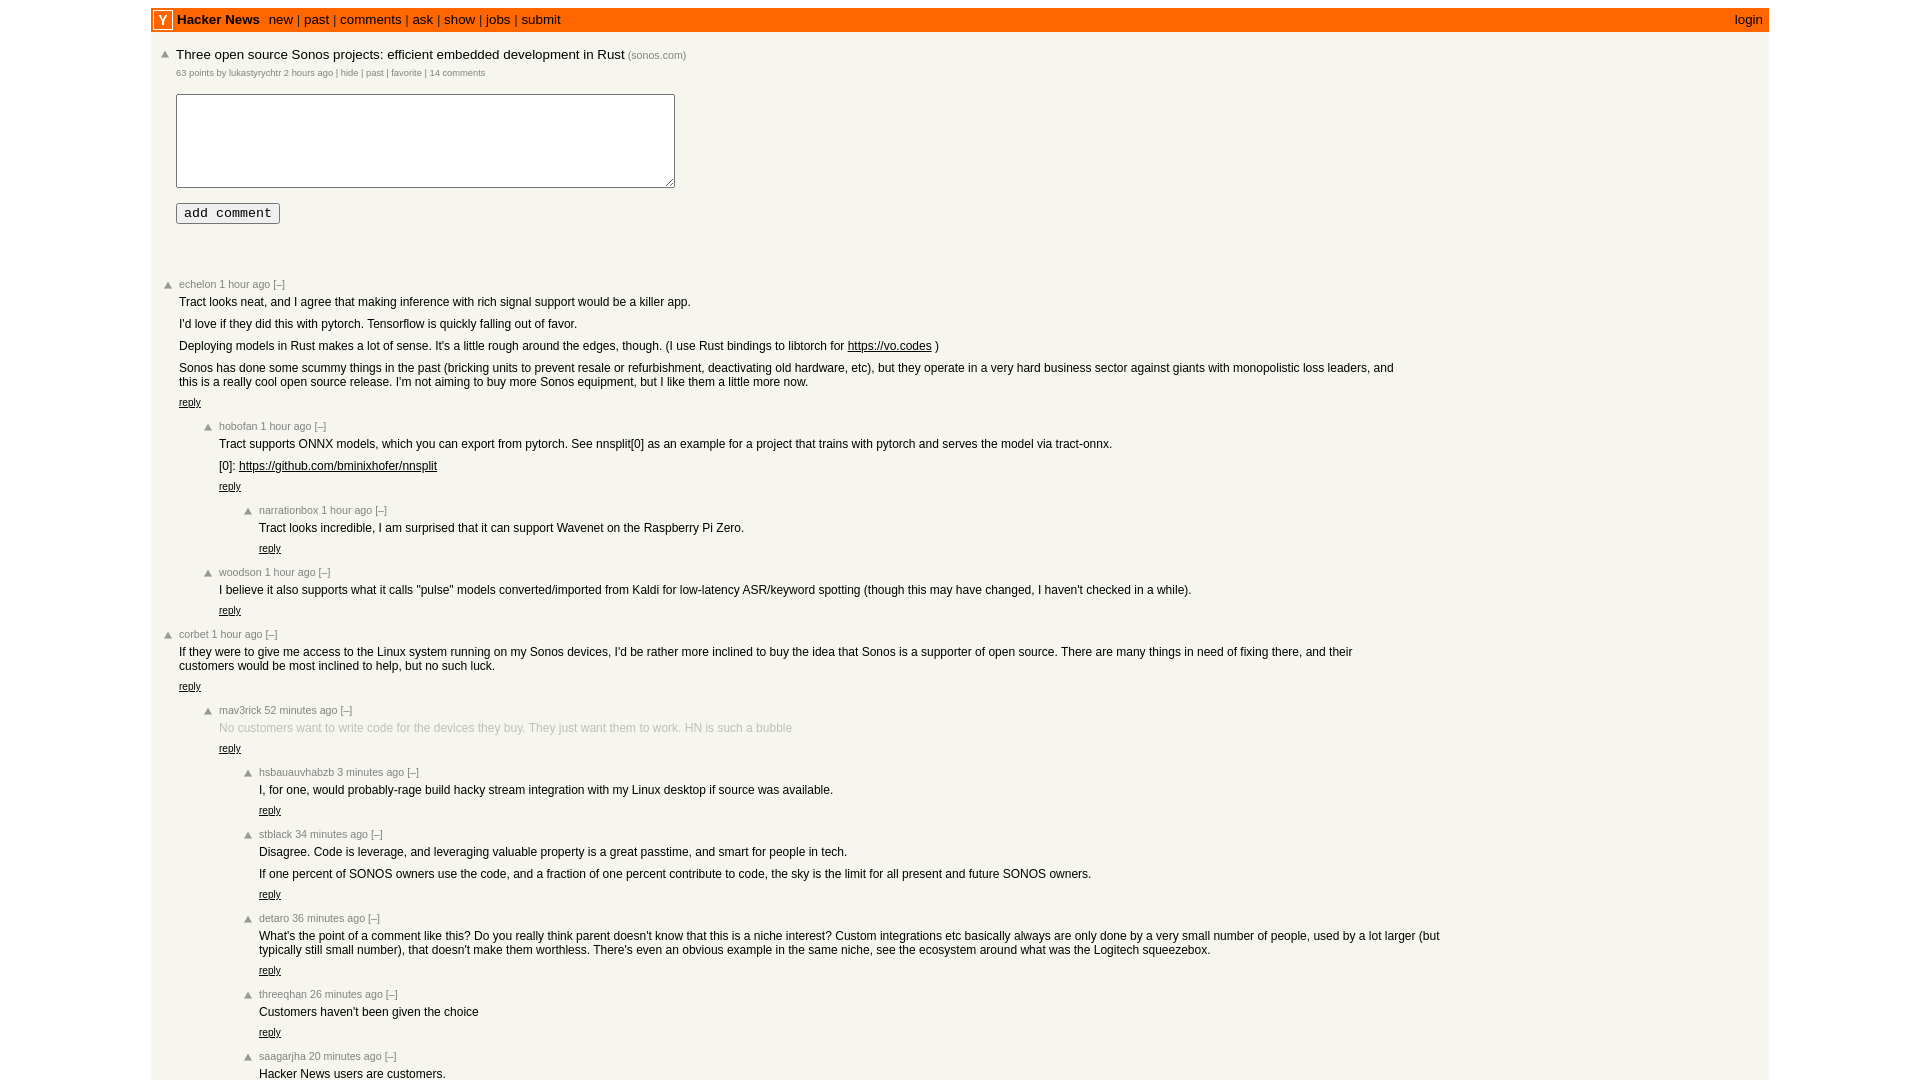 Y Hacker News new | past | comments | ask | show | jobs | submit login
Three open source Sonos projects: efficient embedded development in Rust (sonos.com)
63 points by lukastyrychtr 2 hours ago | hide | past | favorite | 14 comments
add comment
echelon 1 hour ago [–]
Tract looks neat, and I agree that making inference with rich signal support would be a killer app.
I'd love if they did this with pytorch. Tensorflow is quickly falling out of favor.
Deploying models in Rust makes a lot of sense. It's a little rough around the edges, though. (I use Rust bindings to libtorch for https://vo.codes )
Sonos has done some scummy things in the past (bricking units to prevent resale or refurbishment, deactivating old hardware, etc), but they operate in a very hard business sector against giants with monopolistic loss leaders, and
this is a really cool open source release. I'm not aiming to buy more Sonos equipment, but I like them a little more now.
reply
hobofan 1 hour ago [–]
Tract supports ONNX models, which you can export from pytorch. See nnsplit[0] as an example for a project that trains with pytorch and serves the model via tract-onnx.
[0]: https://github.com/bminixhofer/nnsplit
reply
narrationbox 1 hour ago [–]
Tract looks incredible, I am surprised that it can support Wavenet on the Raspberry Pi Zero.
reply
woodson 1 hour ago [–]
I believe it also supports what it calls "pulse" models converted/imported from Kaldi for low-latency ASR/keyword spotting (though this may have changed, I haven't checked in a while).
reply
corbet 1 hour ago [–]
If they were to give me access to the Linux system running on my Sonos devices, I'd be rather more inclined to buy the idea that Sonos is a supporter of open source. There are many things in need of fixing there, and their
customers would be most inclined to help, but no such luck.
reply
mav3rick 52 minutes ago [–]
No customers want to write code for the devices they buy. They just want them to work. HN is such a bubble
reply
hsbauauvhabzb 3 minutes ago [–]
I, for one, would probably-rage build hacky stream integration with my Linux desktop if source was available.
reply
stblack 34 minutes ago [–]
Disagree. Code is leverage, and leveraging valuable property is a great passtime, and smart for people in tech.
If one percent of SONOS owners use the code, and a fraction of one percent contribute to code, the sky is the limit for all present and future SONOS owners.
reply
detaro 36 minutes ago [–]
What's the point of a comment like this? Do you really think parent doesn't know that this is a niche interest? Custom integrations etc basically always are only done by a very small number of people, used by a lot larger (but
typically still small number), that doesn't make them worthless. There's even an obvious example in the same niche, see the ecosystem around what was the Logitech squeezebox.
reply
threeqhan 26 minutes ago [–]
Customers haven't been given the choice
reply
saagarjha 20 minutes ago [–]
Hacker News users are customers.